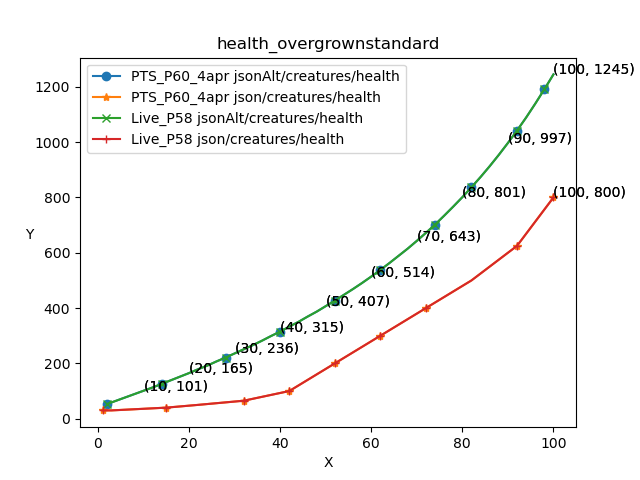 health_overgrownstandard
PTS_P60_4apr jsonAlt/creatures/health
PTS_P60_4apr json/creatures/health
Live_P58 jsonAlt/creatures/health
Live_P58 json/creatures/health
(100, 1245)
(90, 997)
(80, 801)
(100, 800)
(70, 643)
(60, 514)
(50, 407)
(40, 315)
(30, 236)
(20, 165)
(10, 101)
Y
1200
1000
800
600
400
200
0
0 20 40 60 80 100
X